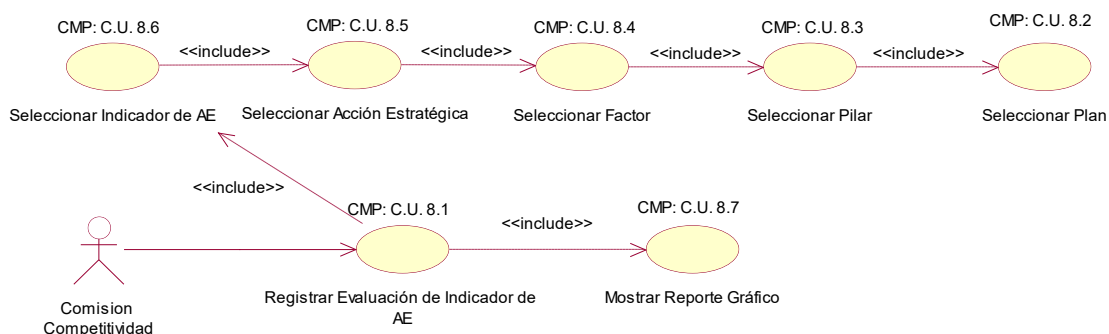 CMP: C.U. 8.6
<<include>>
CMP: C.U. 8.5
<<include>>
CMP: C.U. 8.4
<<include>>
CMP: C.U. 8.3
<<include>>
CMP: C.U. 8.2
Seleccionar Indicador de AE
Seleccionar Acción Estratégica
Seleccionar Factor
Seleccionar Pilar
Seleccionar Plan
<<include>>
CMP: C.U. 8.1
<<include>>
CMP: C.U. 8.7
Comision
Competitividad
Registrar Evaluación de Indicador de
AE
Mostrar Reporte Gráfico